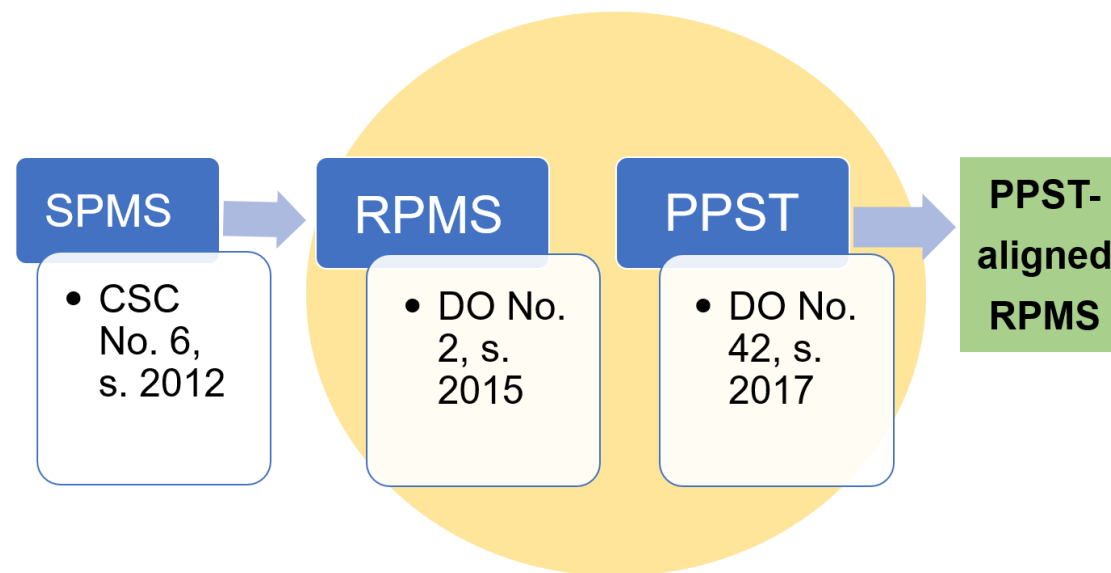 SPMS
• CSC
No. 6,
s. 2012
RPMS
• DO No.
2, s.
2015
PPST
• DO No.
42, s.
2017
PPST-
aligned
RPMS